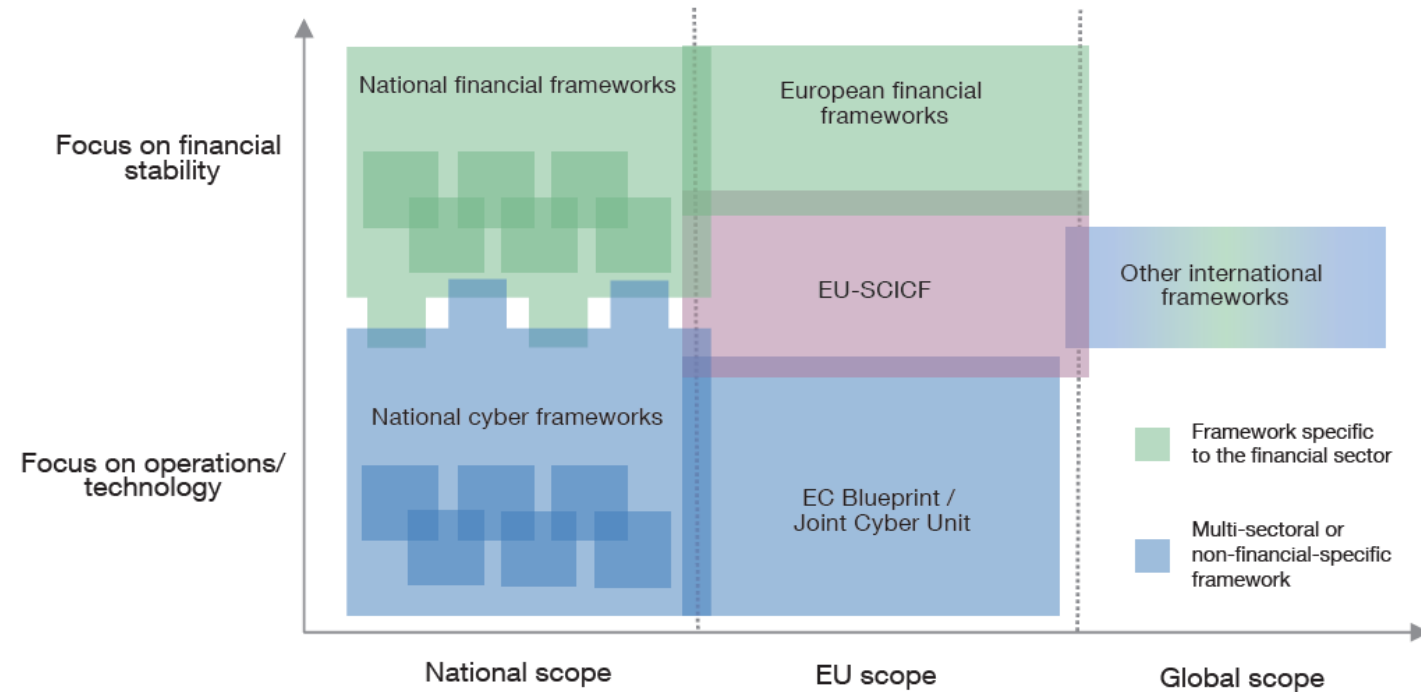 National financial frameworks
European financial
frameworks
Focus on financial
stability
EU-SCICF
Other international
frameworks
National cyber frameworks
Framework specific
to the financial sector
Focus on operations/
technology
EC Blueprint /
Joint Cyber Unit
Multi-sectoral or
non-financial-specific
framework
National scope
EU scope
Global scope